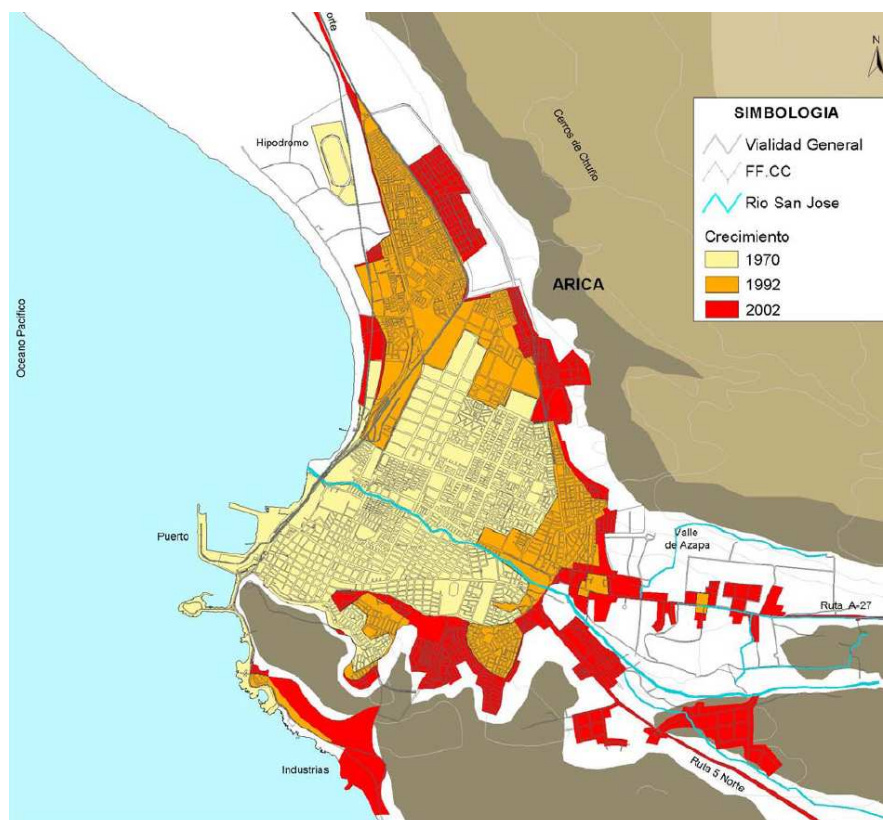 orte
N
SIMBOLOGIA
Vialidad General
FF.CC
Rio San Jose
Crecimiento
1970
1992
2002
Hipodromo
Cerros de Chuño
ARICA
Oceano Pacifico
Puerto
Valle
de Azapa
Ruta A-27
Industrias
Ruta 5 Norte